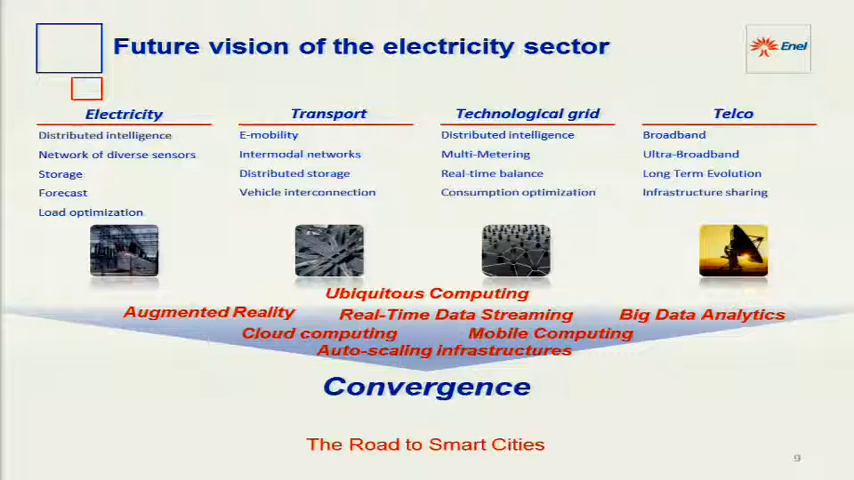 Future vision of the electricity sector
Enel
Electricity
Distributed intelligence
Network of diverse sensors
Storage
Forecast
Load optimization
Transport
E-mobility
Intermodal networks
Distributed storage
Vehicle interconnection
Technological grid
Distributed intelligence
Multi-Metering
Real-time balance
Consumption optimization
Telco
Broadband
Ultra-Broadband
Long Term Evolution
Infrastructure sharing
Ubiquitous Computing
Augmented Reality
Real-Time Data Streaming
Big Data Analytics
Cloud computing
Mobile Computing
Auto-scaling infrastructures
Convergence
The Road to Smart Cities
9